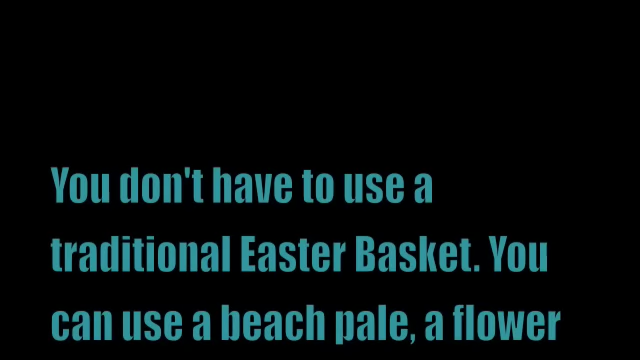 You don't have to use a
traditional Easter Basket. You
can use a beach pale, a flower